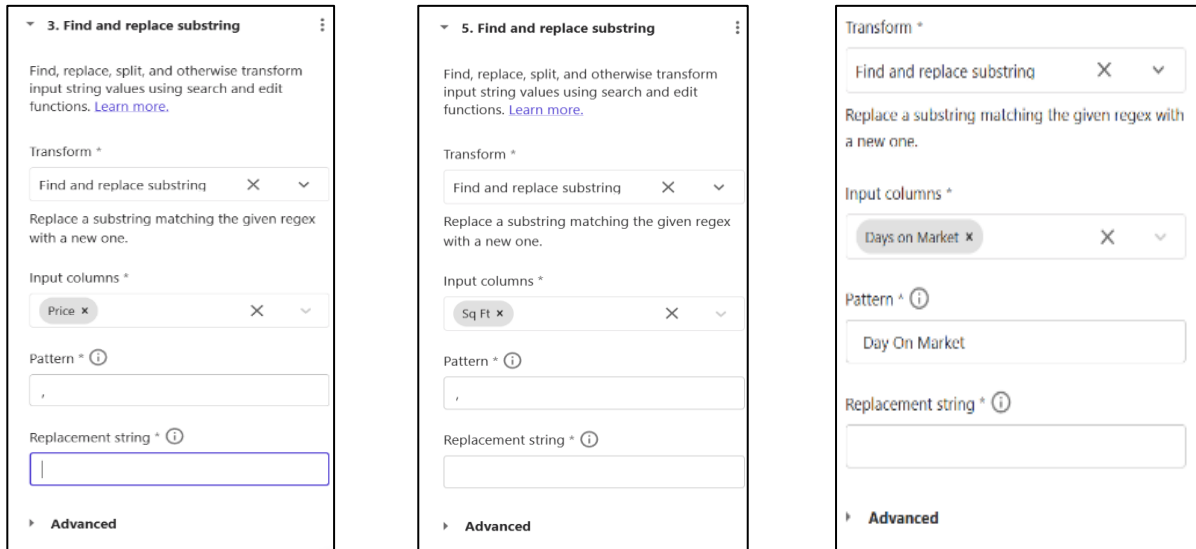 3. Find and replace substring
Find, replace, split, and otherwise transform
input string values using search and edit
functions. Learn more.
Transform *
Find and replace substring
Replace a substring matching the given regex
with a new one.
Input columns *
Price ×
Pattern *
,
Replacement string *
Advanced
5. Find and replace substring
Find, replace, split, and otherwise transform
input string values using search and edit
functions. Learn more.
Transform *
Find and replace substring
Replace a substring matching the given regex
with a new one.
Input columns *
Sq Ft ×
Pattern *
,
Replacement string *
Advanced
Transform *
Find and replace substring
Replace a substring matching the given regex with
a new one.
Input columns *
Days on Market ×
Pattern *
Day On Market
Replacement string *
Advanced